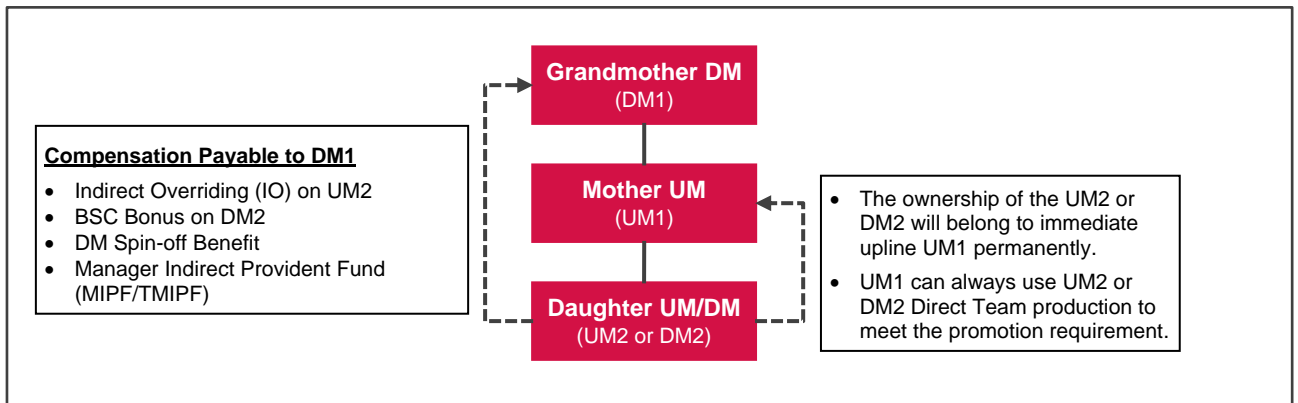 Grandmother DM
(DM1)
Compensation Payable to DM1
• Indirect Overriding (IO) on UM2
• BSC Bonus on DM2
• DM Spin-off Benefit
• Manager Indirect Provident Fund
(MIPF/TMIPF)
Mother UM
(UM1)
Daughter UM/DM
(UM2 or DM2)
• The ownership of the UM2 or
DM2 will belong to immediate
upline UM1 permanently.
• UM1 can always use UM2 or
DM2 Direct Team production to
meet the promotion requirement.